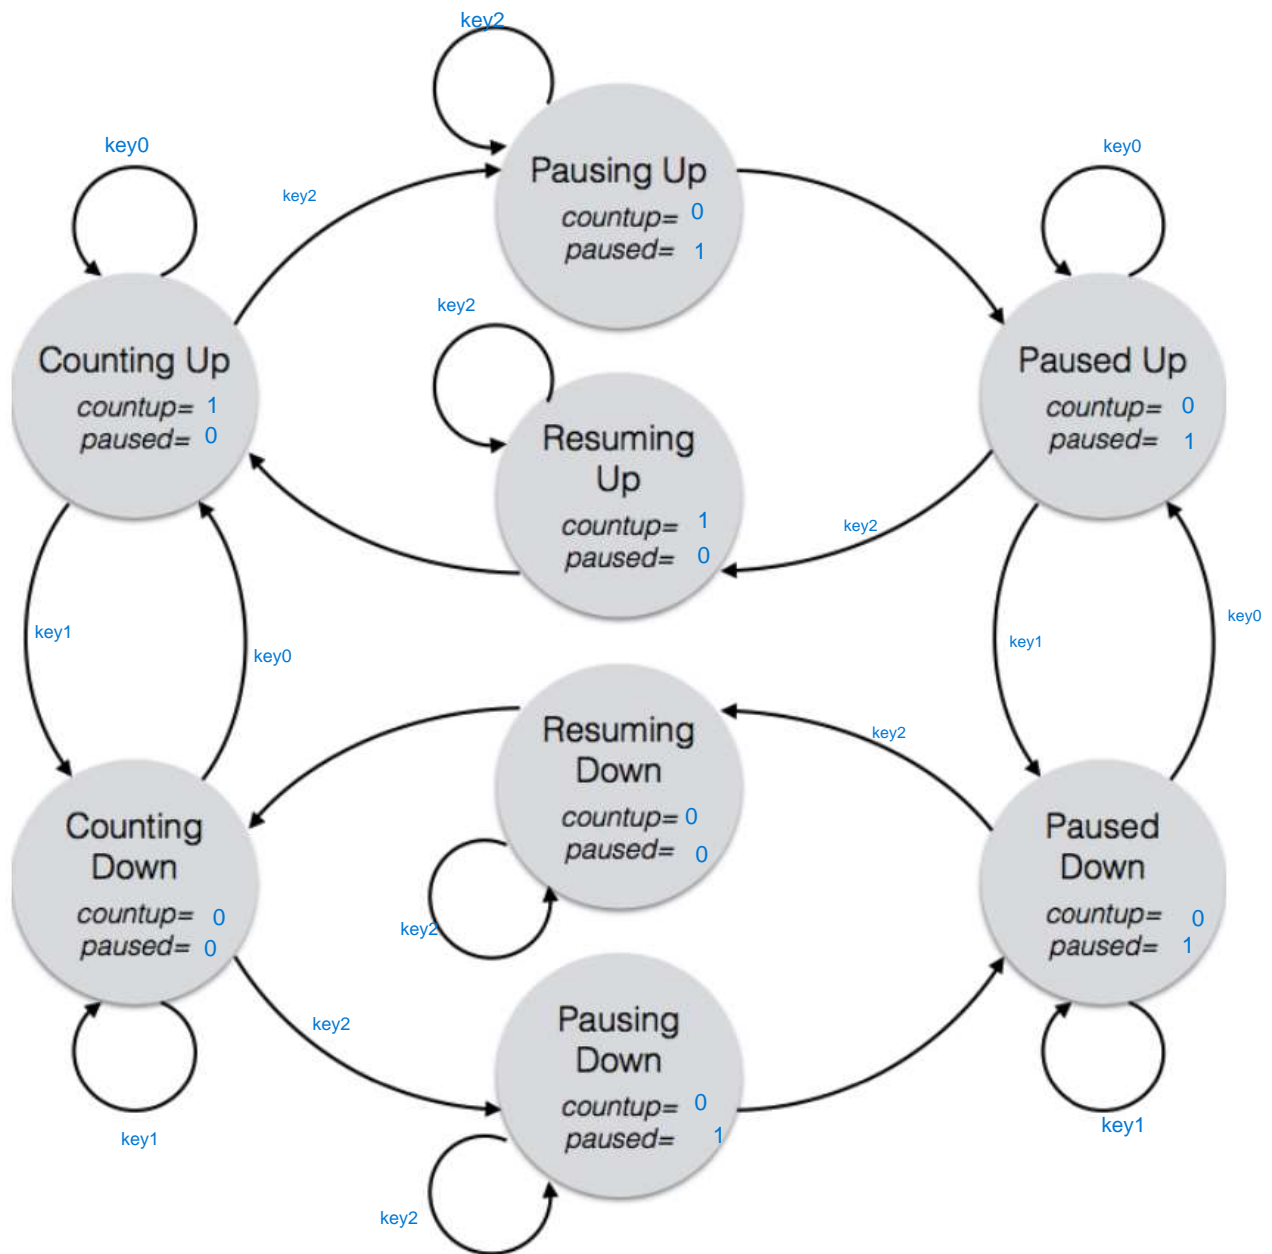 key2
key0
Pausing Up
countup= 0
paused= 1
key0
key2
Counting Up
countup= 1
paused= 0
key2
Resuming
Up
countup= 1
paused= 0
Paused Up
countup= 0
paused= 1
key2
key1
key0
key1
key0
Resuming
Down
countup= 0
paused= 0
key2
key2
Counting
Down
countup= 0
paused= 0
Paused
Down
countup= 0
paused= 1
key2
Pausing
Down
countup= 0
paused= 1
key1
key1
key2